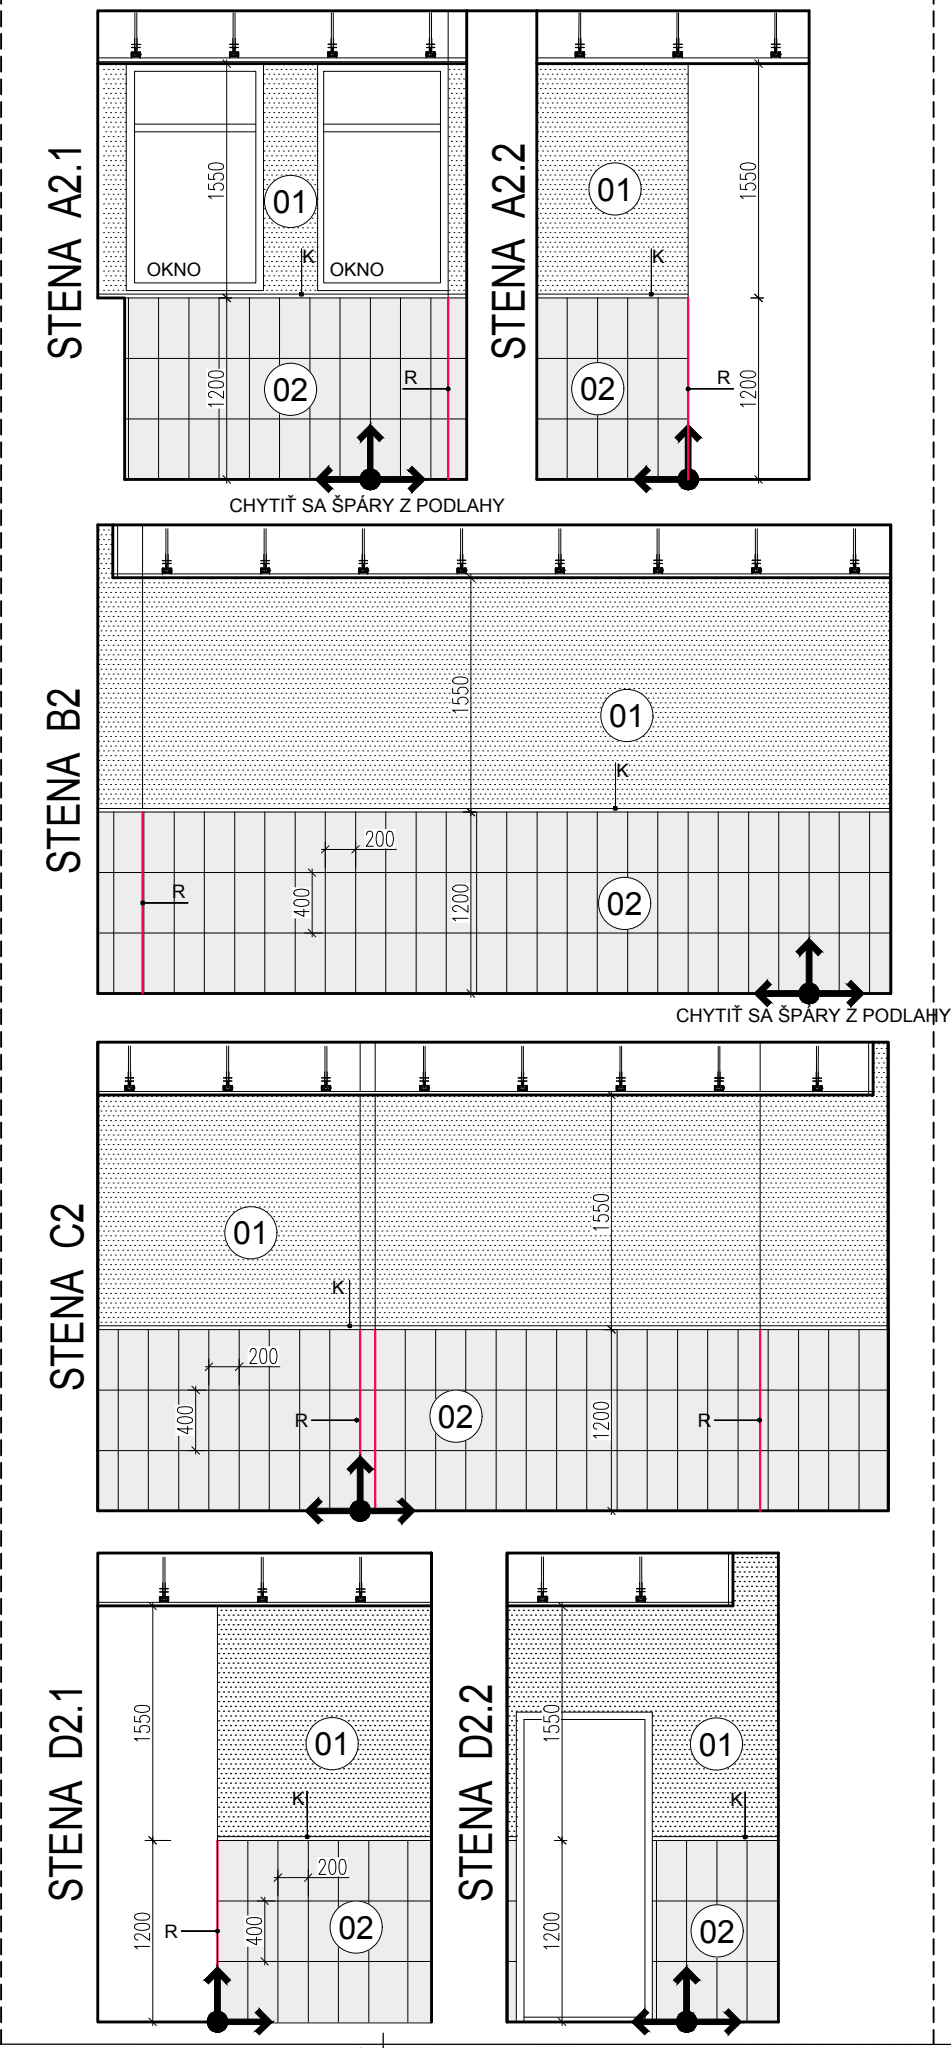 STENA A2.1
1550
01
K
OKNO
OKNO
1200
02
R
CHYTIŤ SA ŠPÁRY Z PODLAHY
STENA A2.2
01
1550
K
02
R
1200
STENA B2
1550
01
K
200
R
400
1200
02
CHYTIŤ SA ŠPÁRY Z PODLAHY
STENA C2
01
1550
K
200
400
R
02
1200
R
STENA D2.1
1550
01
K
200
1200
R
400
02
STENA D2.2
1550
01
K
1200
02